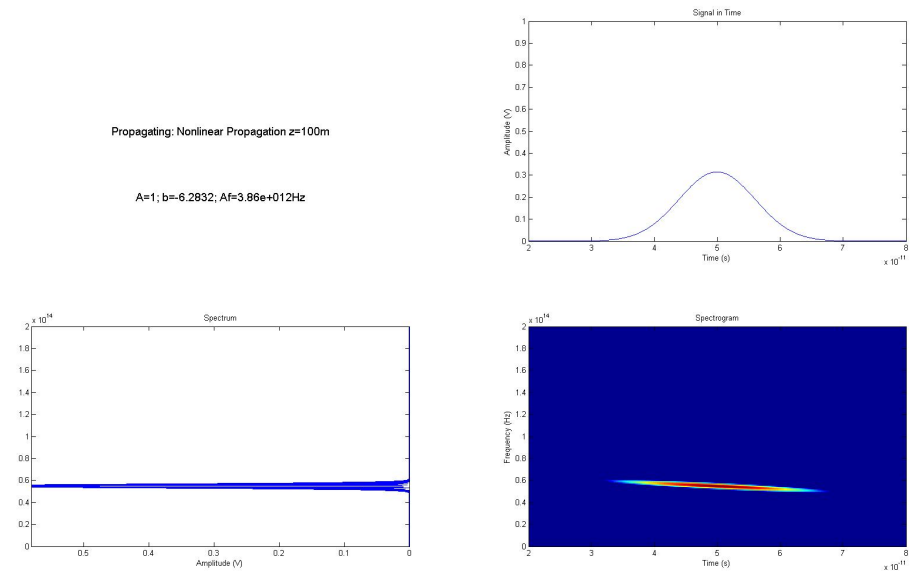 Propagating: Nonlinear Propagation z=100m
A=1; b=-6.2832; Af=3.86e+012Hz
Signal in Time
1
0.9
0.8
0.7
0.6
0.5
0.4
0.3
0.2
0.1
0
Amplitude (V)
2 3 4 5 6 7 8
Time (s)
x 10^-11
Spectrum
x 10^14
2
1.8
1.6
1.4
1.2
1
0.8
0.6
0.4
0.2
0
0.5 0.4 0.3 0.2 0.1 0
Amplitude (V)
Spectrogram
x 10^14
2
1.8
1.6
1.4
1.2
1
0.8
0.6
0.4
0.2
0
Frequency (Hz)
2 3 4 5 6 7 8
Time (s)
x 10^-11